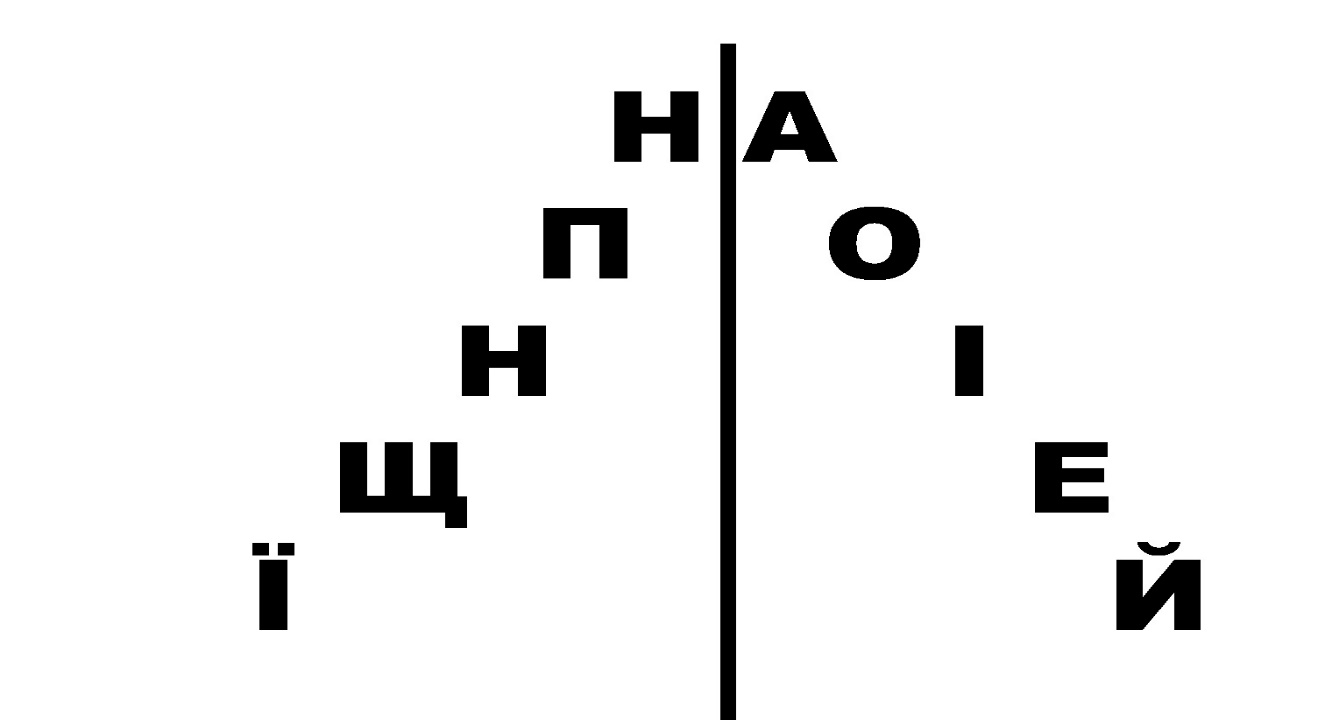 Н А
П О
Н І
Щ Е
Ї Й